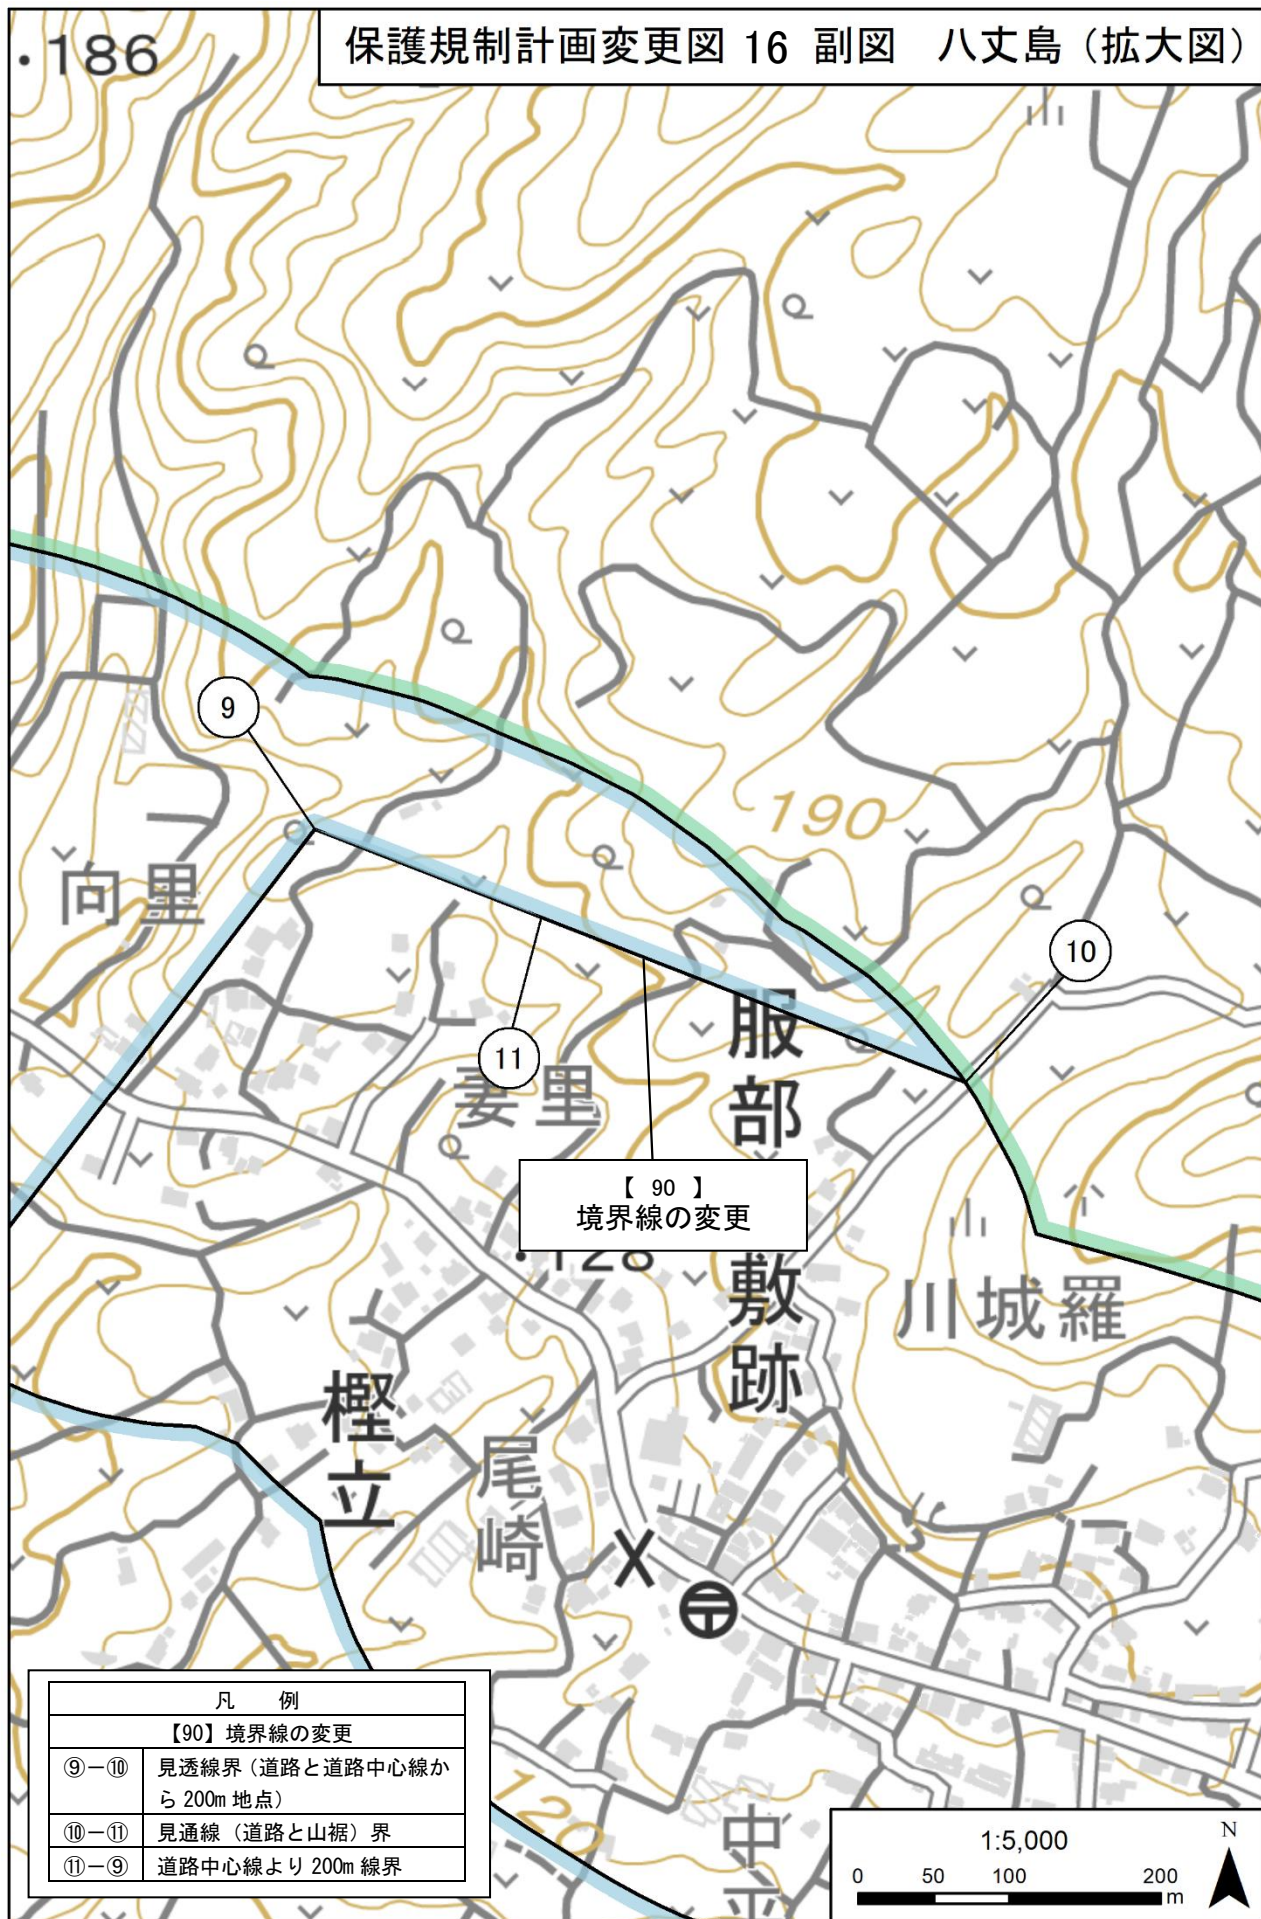 保護規制計画変更図 16 副図　八丈島（拡大図）
・186
190
⑨
⑩
⑪
向里
妻里
服部
敷跡
【 90 】
境界線の変更
・128
川城羅
樫立
尾崎
中平
120
凡　例
【90】境界線の変更
⑨－⑩ 見透線界（道路と道路中心線か
ら 200m 地点）
⑩－⑪ 見通線（道路と山裾）界
⑪－⑨ 道路中心線より 200m 線界
1:5,000
N
0 50 100 200
m